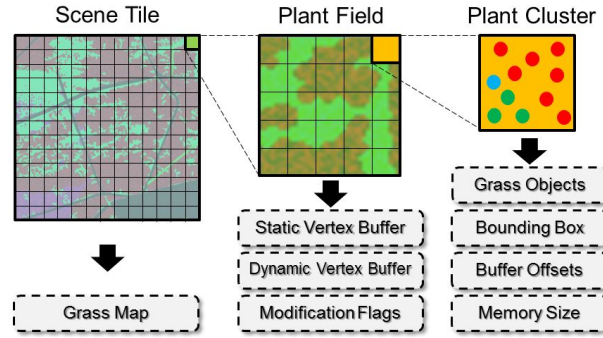 Scene Tile
Plant Field
Plant Cluster
Grass Map
Static Vertex Buffer
Dynamic Vertex Buffer
Modification Flags
Grass Objects
Bounding Box
Buffer Offsets
Memory Size